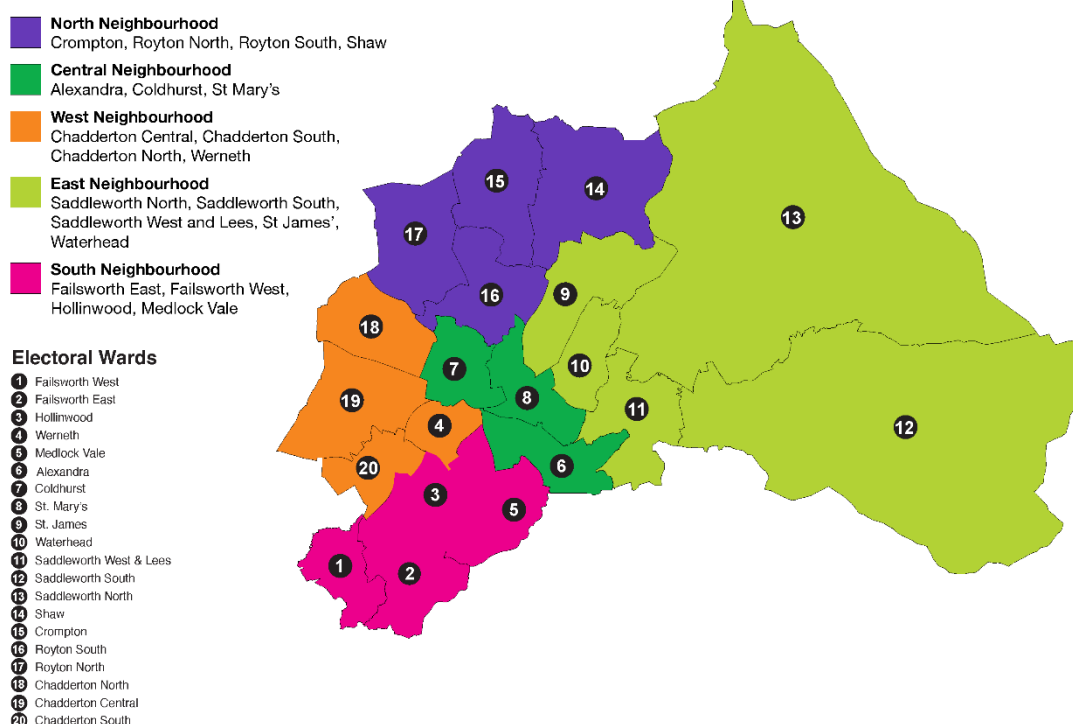 North Neighbourhood
Crompton, Royton North, Royton South, Shaw
Central Neighbourhood
Alexandra, Coldhurst, St Mary's
West Neighbourhood
Chadderton Central, Chadderton South,
Chadderton North, Werneth
East Neighbourhood
Saddleworth North, Saddleworth South,
Saddleworth West and Lees, St James',
Waterhead
South Neighbourhood
Failsworth East, Failsworth West,
Hollinwood, Medlock Vale
Electoral Wards
1 Failsworth West
2 Failsworth East
3 Hollinwood
4 Werneth
5 Medlock Vale
6 Alexandra
7 Coldhurst
8 St. Mary's
9 St. James
10 Waterhead
11 Saddleworth West & Lees
12 Saddleworth South
13 Saddleworth North
14 Shaw
15 Crompton
16 Royton South
17 Royton North
18 Chadderton North
19 Chadderton Central
20 Chadderton South
15
14
13
17
16
9
18
7
10
19
8
11
4
12
20
6
3
5
1
2